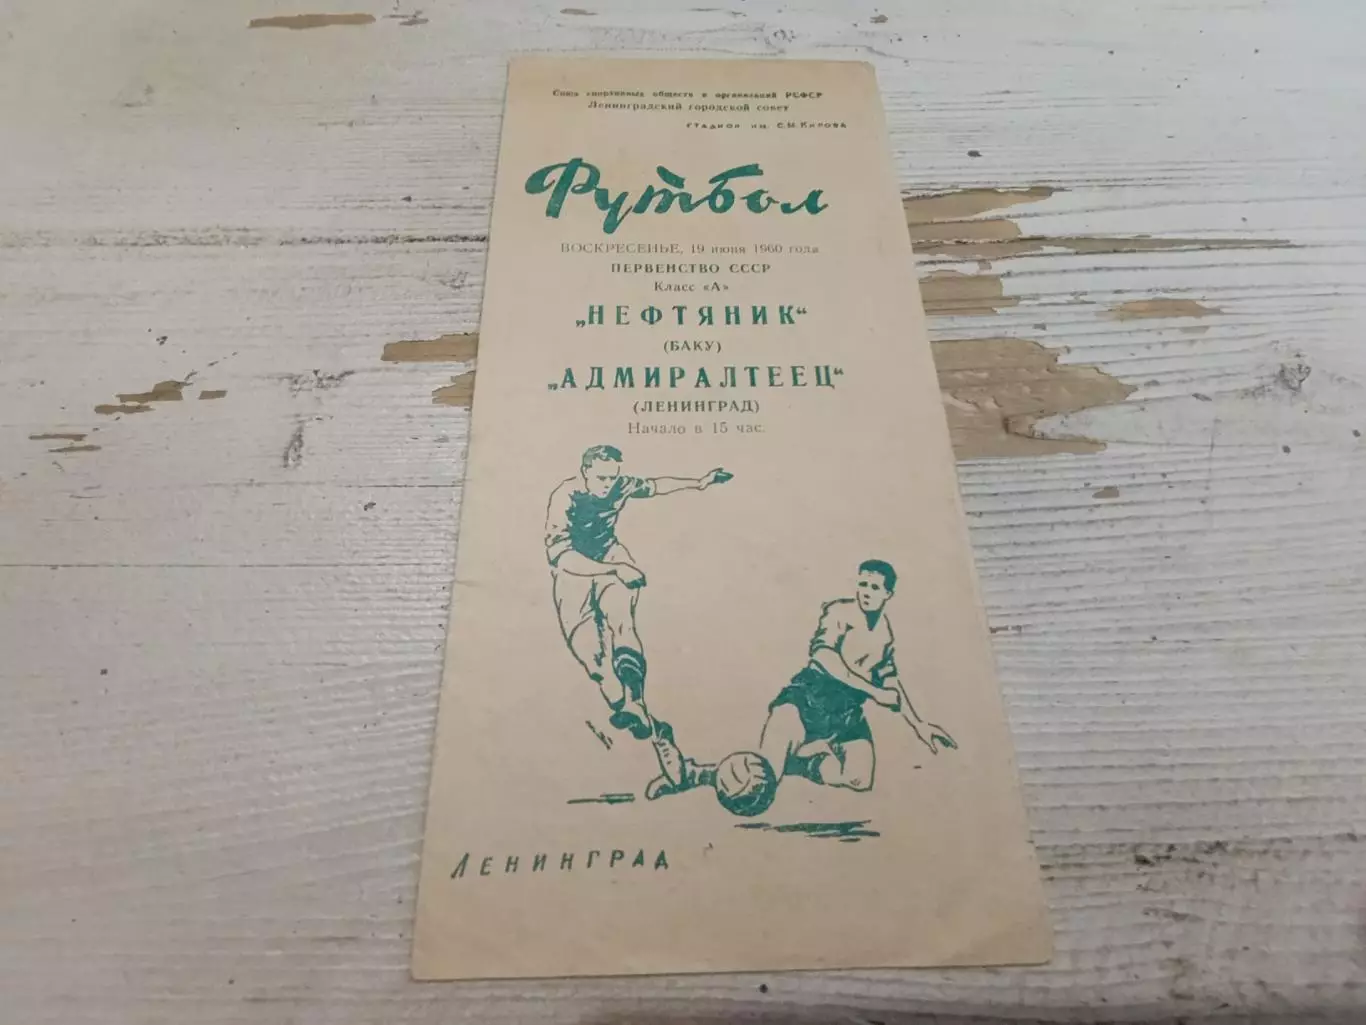 Союз спортивных обществ и организаций РСФСР
Ленинградский городской совет
стадион им. С.М.Кирова
Футбол
ВОСКРЕСЕНЬЕ, 19 июня 1960 года
ПЕРВЕНСТВО СССР
Класс «А»
„НЕФТЯНИК“
(БАКУ)
„АДМИРАЛТЕЕЦ“
(ЛЕНИНГРАД)
Начало в 15 час.
ЛЕНИНГРАД